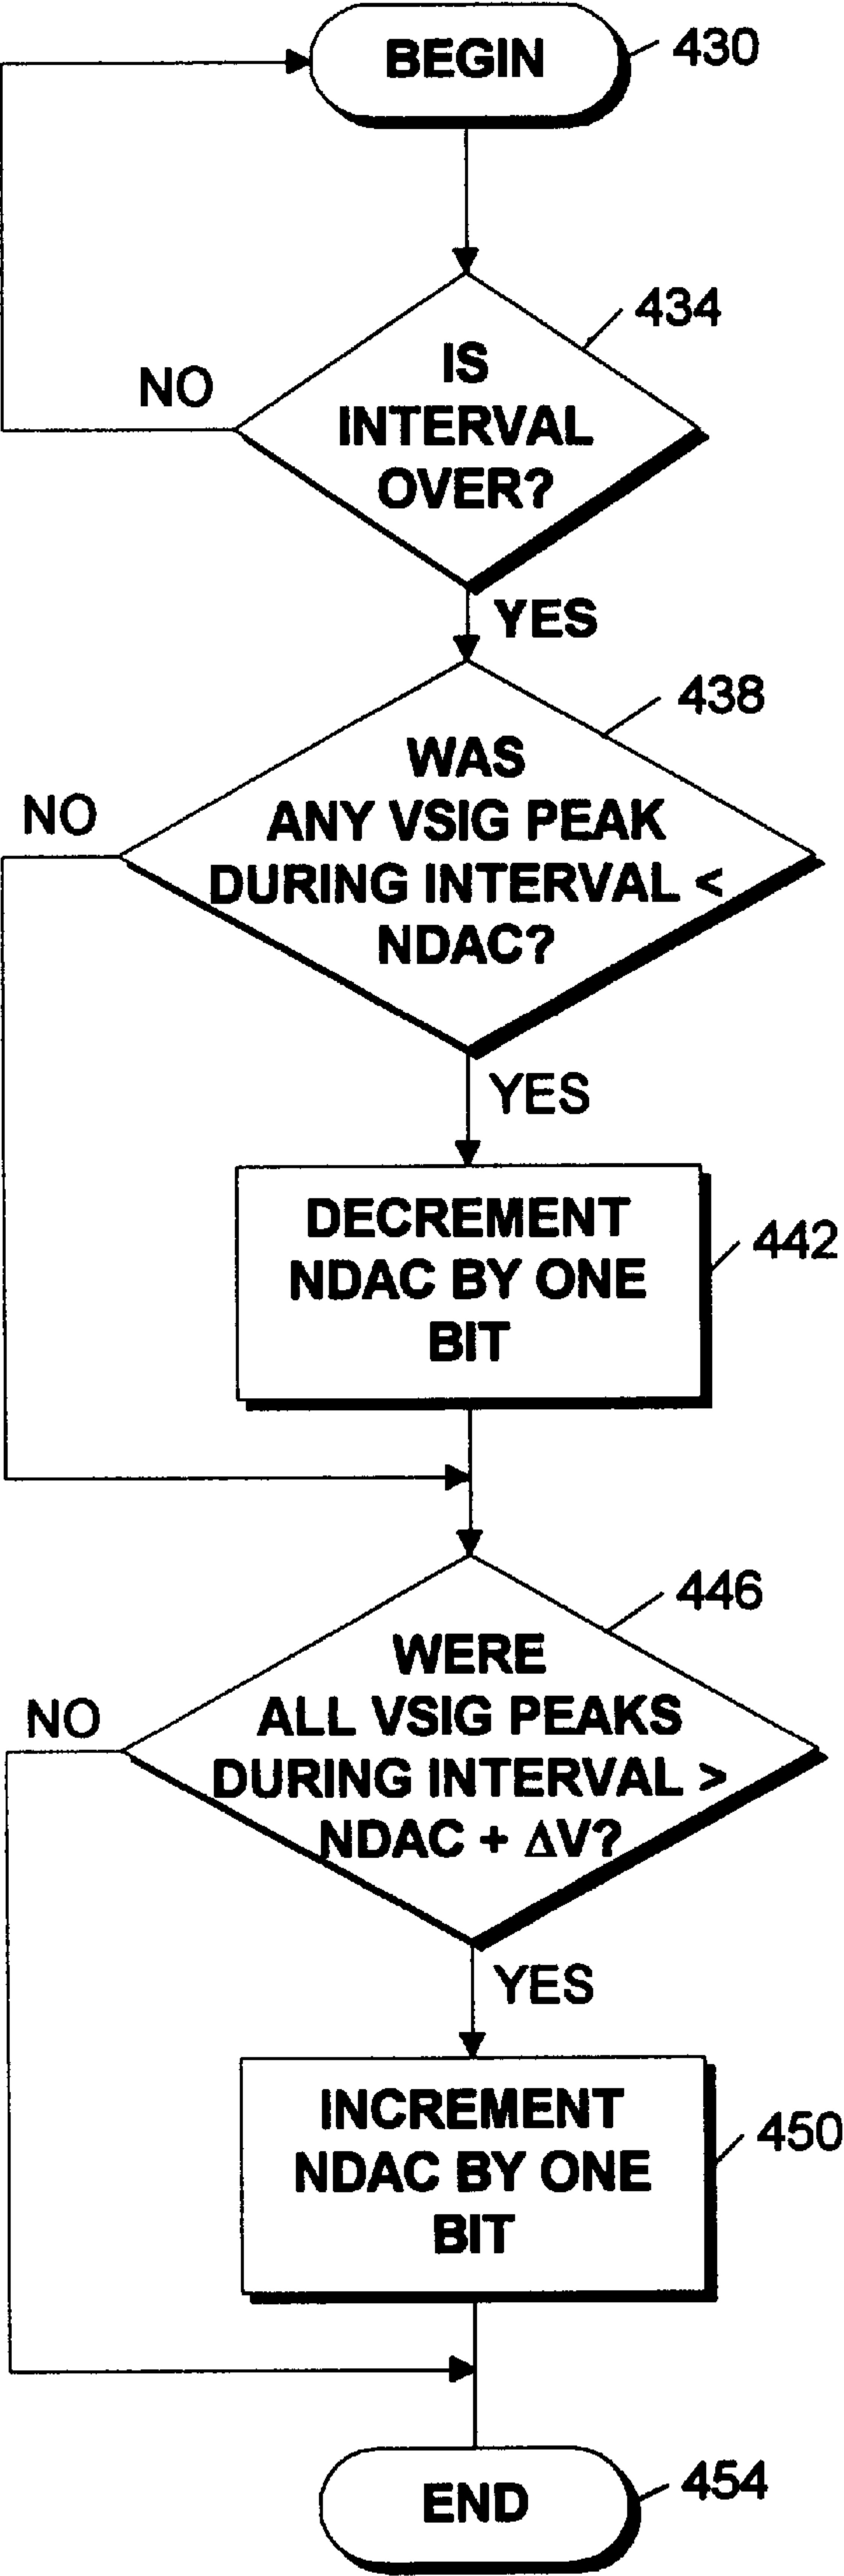 BEGIN
430
434
IS
INTERVAL
OVER?
NO
YES
438
WAS
ANY VSIG PEAK
DURING INTERVAL <
NDAC?
NO
YES
DECREMENT
NDAC BY ONE
BIT
442
446
WERE
ALL VSIG PEAKS
DURING INTERVAL >
NDAC + ΔV?
NO
YES
INCREMENT
NDAC BY ONE
BIT
450
END
454